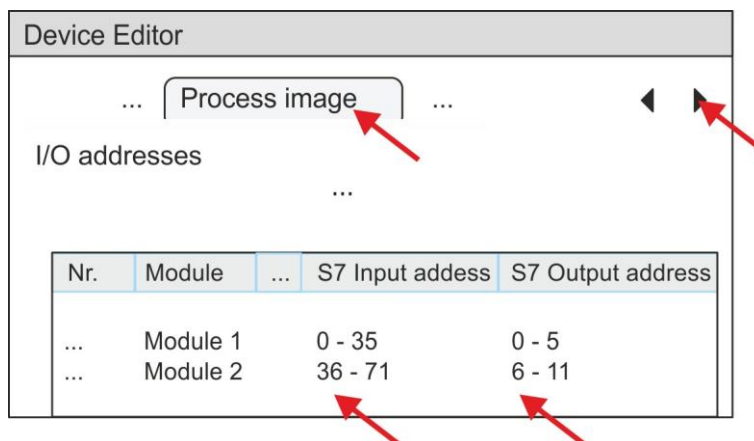 Device Editor
... Process image ...
I/O addresses
...
Nr. Module ... S7 Input addess S7 Output address
... Module 1 0 - 35 0 - 5
... Module 2 36 - 71 6 - 11